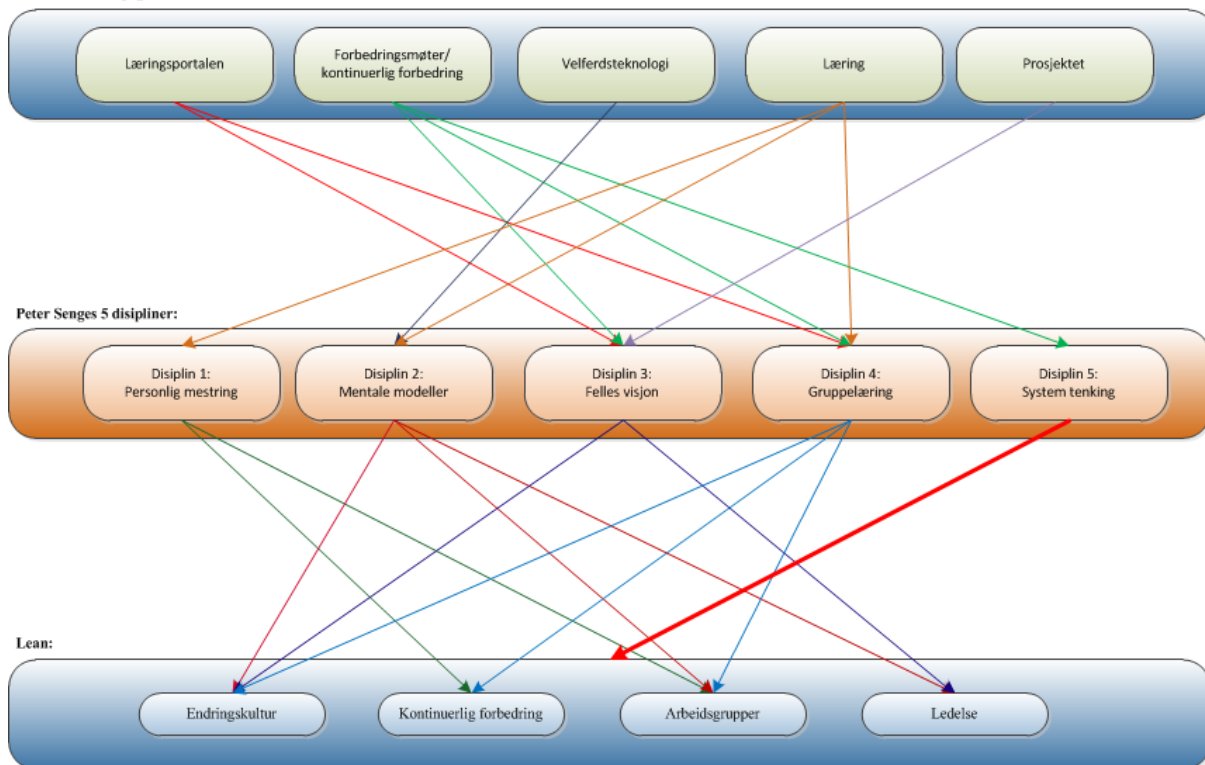 Læringsportalen
Forbedringsmøter/
kontinuerlig forbedring
Velferdsteknologi
Læring
Prosjektet
Peter Senges 5 disipliner:
Disiplin 1:
Personlig mestring
Disiplin 2:
Mentale modeller
Disiplin 3:
Felles visjon
Disiplin 4:
Gruppelæring
Disiplin 5:
System tenking
Lean:
Endringskultur
Kontinuerlig forbedring
Arbeidsgrupper
Ledelse